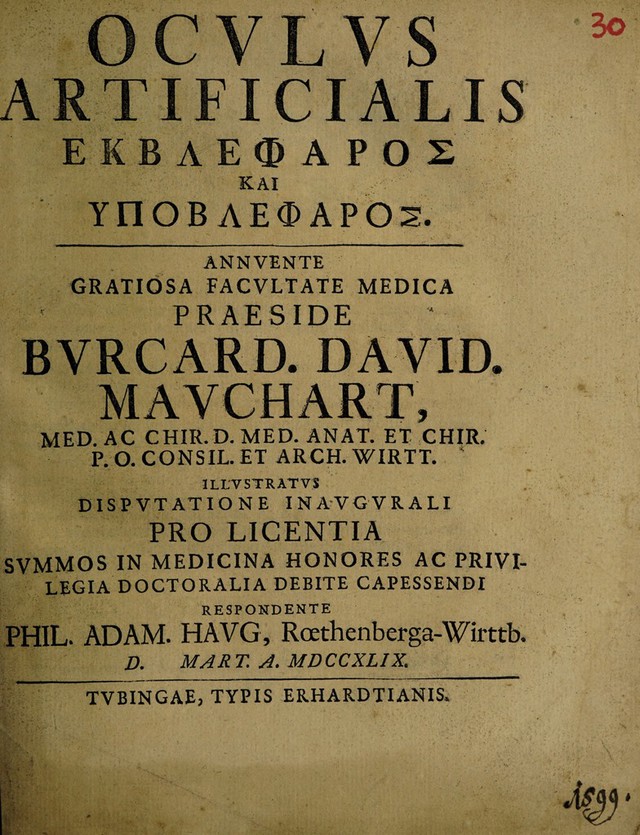 30
OCVLVS
ARTIFICIALIS
ΕΚΒΛΕΦΑΡΟΣ
ΚΑΙ
ΥΠΟΒΛΕΦΑΡΟΣ.
ANNVENTE
GRATIOSA FACVLTATE MEDICA
PRAESIDE
BVRCARD. DAVID.
MAVCHART,
MED. AC CHIR. D. MED. ANAT. ET CHIR.
P. O. CONSIL. ET ARCH. WIRTT.
ILLVSTRATVS
DISPVTATIONE INAVGVRALI
PRO LICENTIA
SVMMOS IN MEDICINA HONORES AC PRIVI-
LEGIA DOCTORALIA DEBITE CAPESSENDI
RESPONDENTE
PHIL. ADAM. HAVG, Rœthenberga-Wirttb.
D. MART. A. MDCCXLIX.
TVBINGAE, TYPIS ERHARDTIANIS.
1599.